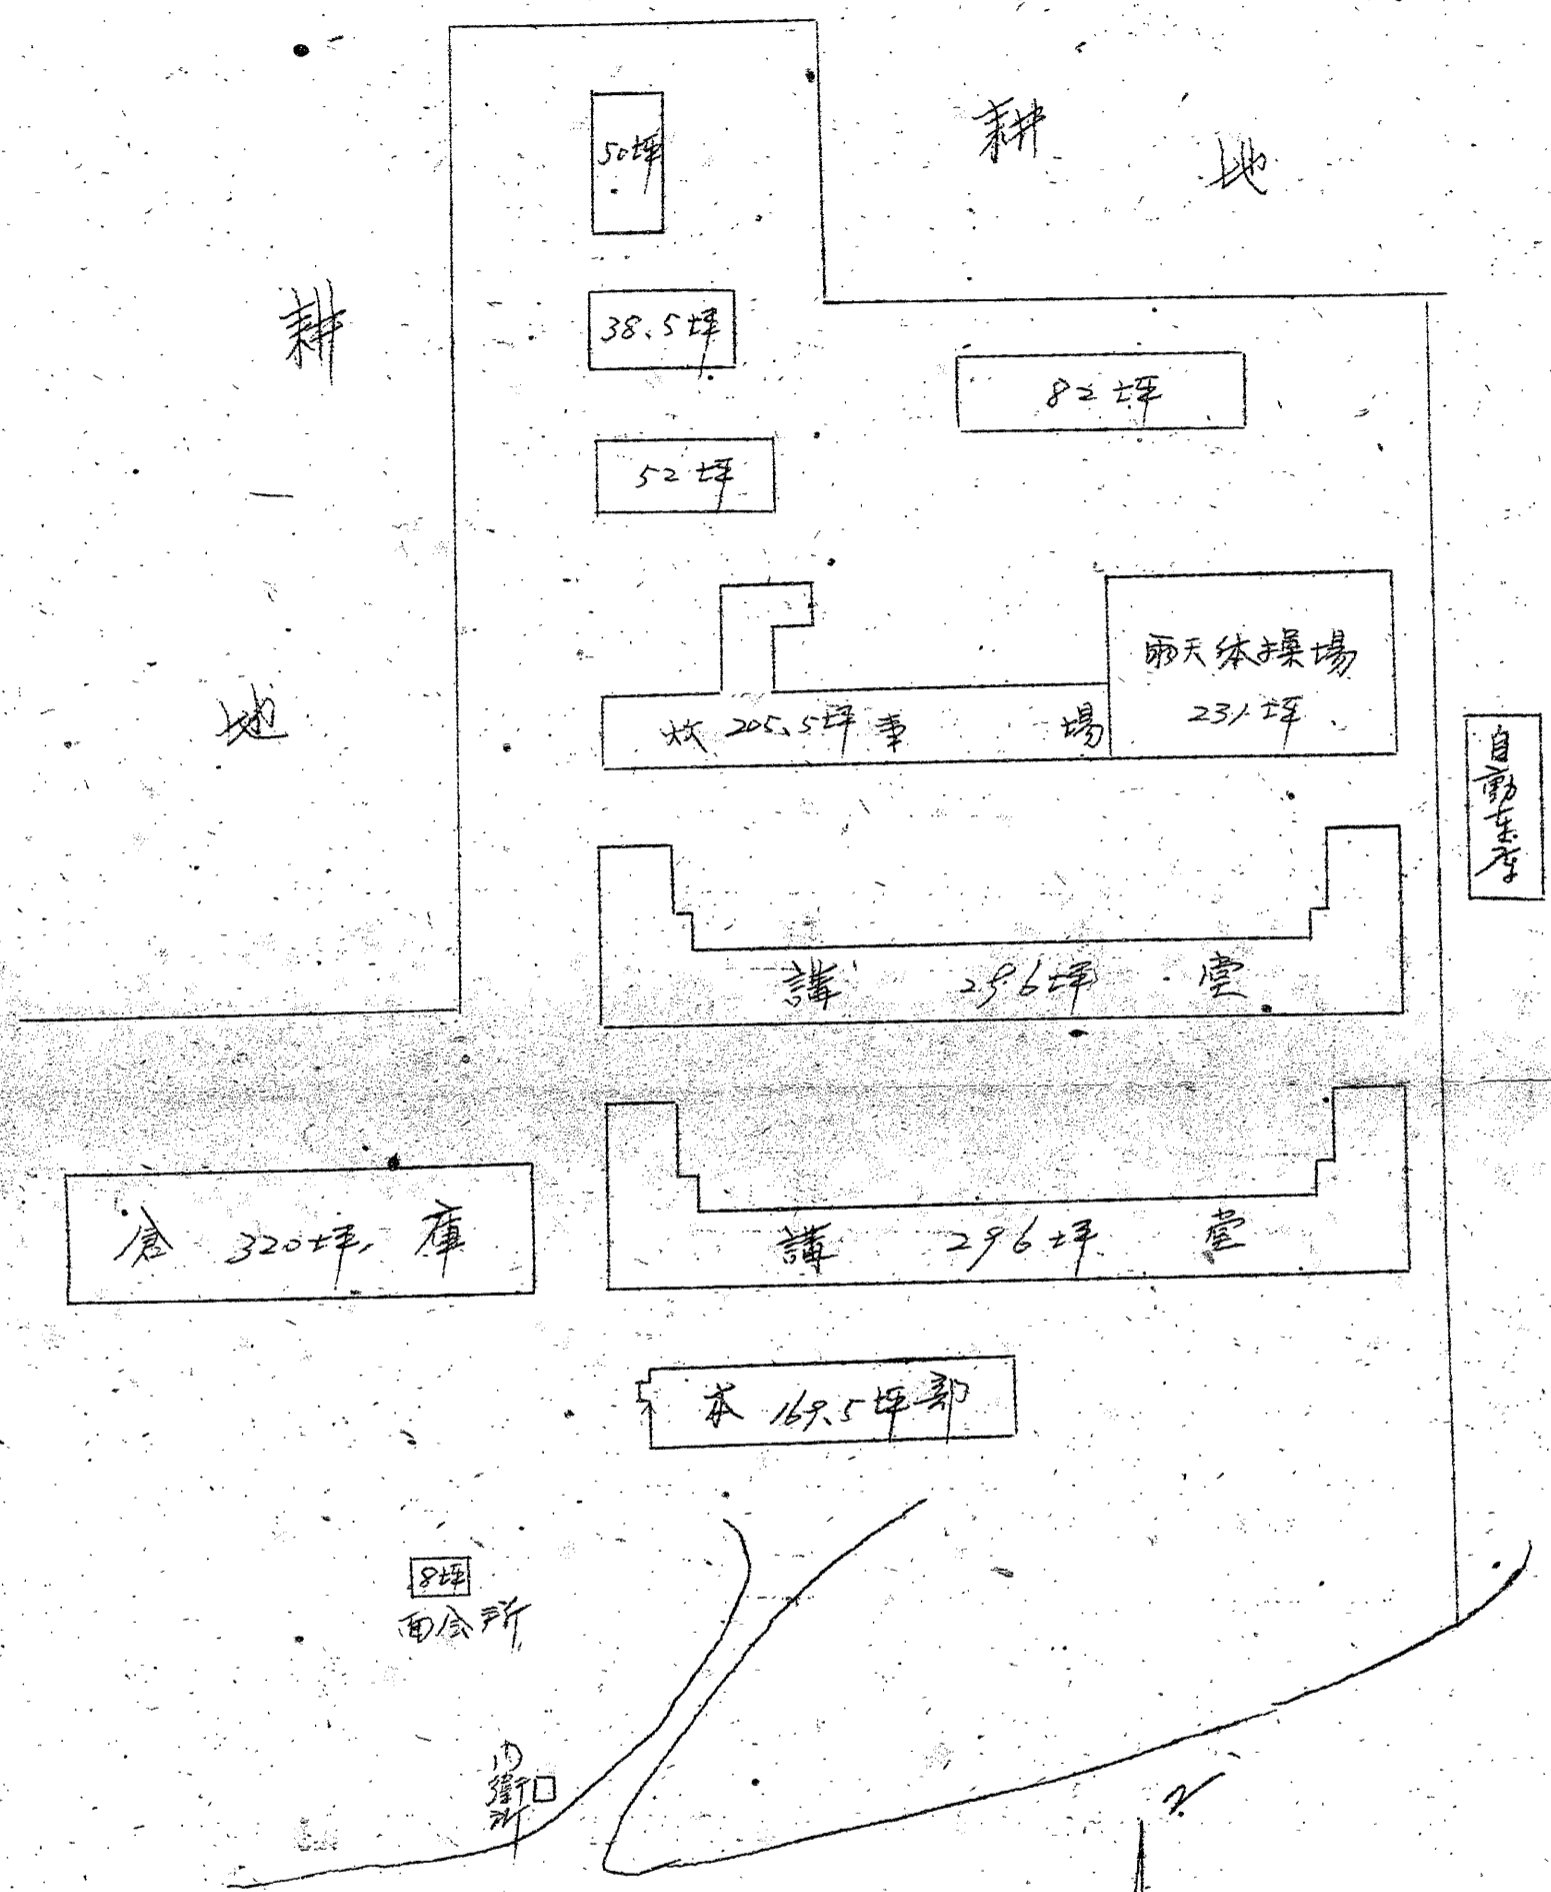 50坪
耕地
耕地
38.5坪
82坪
52坪
雨天体操場
231坪
炊 205.5坪 事 場
自動车库
講 296坪 堂
倉 320坪 庫
講 296坪 堂
本 169.5坪 部
8坪
面会所
衛所